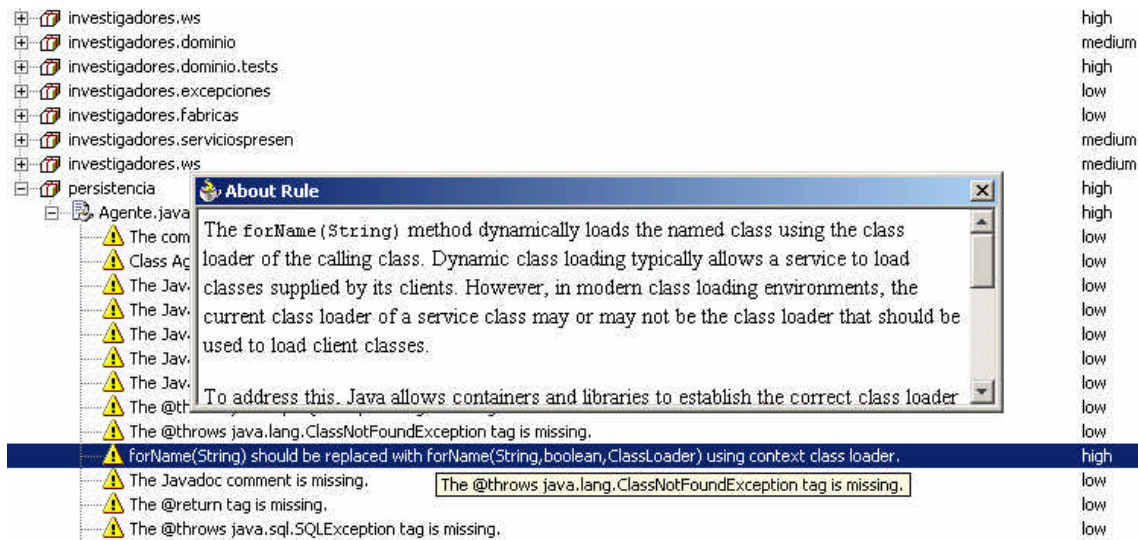 investigadores.ws high
investigadores.dominio medium
investigadores.dominio.tests high
investigadores.excepciones low
investigadores.fabricas low
investigadores.serviciospresen medium
investigadores.ws medium
persistencia high
Agente.java high
The com low
Class Ag low
The Jav low
The Jav low
The Jav low
The Jav low
The Jav low
The @th low
The @throws java.lang.ClassNotFoundException tag is missing. low
forName(String) should be replaced with forName(String,boolean,ClassLoader) using context class loader. high
The Javadoc comment is missing. low
The @return tag is missing. low
The @throws java.sql.SQLException tag is missing. low
About Rule
The forName(String) method dynamically loads the named class using the class
loader of the calling class. Dynamic class loading typically allows a service to load
classes supplied by its clients. However, in modern class loading environments, the
current class loader of a service class may or may not be the class loader that should be
used to load client classes.
To address this, Java allows containers and libraries to establish the correct class loader
The @throws java.lang.ClassNotFoundException tag is missing.